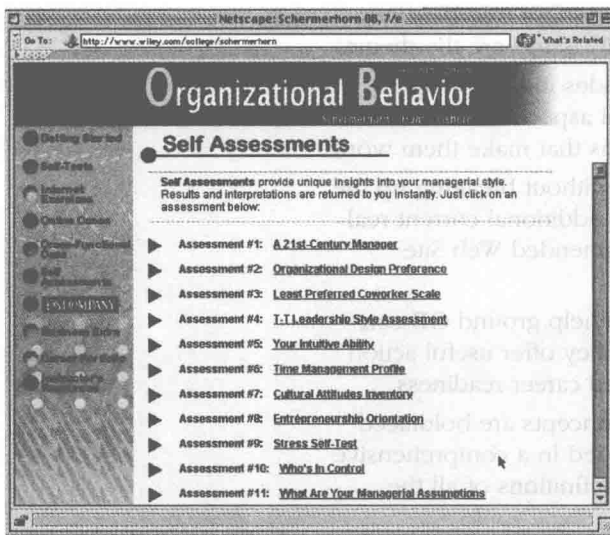 Netscape: Schermerhorn OB, 7/e
Go To: http://www.wiley.com/college/schermerhorn
What's Related
Organizational Behavior
Self Assessments
Getting Started
Self-Tests
Internet
Exercises
Online Cases
Cross-Functional
Case
Self
Assessments
FASTCOMPANY
Self Assessments provide unique insights into your managerial style.
Results and interpretations are returned to you instantly. Just click on an
assessment below:
Assessment #1: A 21st-Century Manager
Assessment #2: Organizational Design Preference
Assessment #3: Least Preferred Coworker Scale
Assessment #4: T-T Leadership Style Assessment
Assessment #5: Your Intuitive Ability
Assessment #6: Time Management Profile
Assessment #7: Cultural Attitudes Inventory
Assessment #8: Entrepreneurship Orientation
Assessment #9: Stress Self-Test
Assessment #10: Who's In Control
Assessment #11: What Are Your Managerial Assumptions